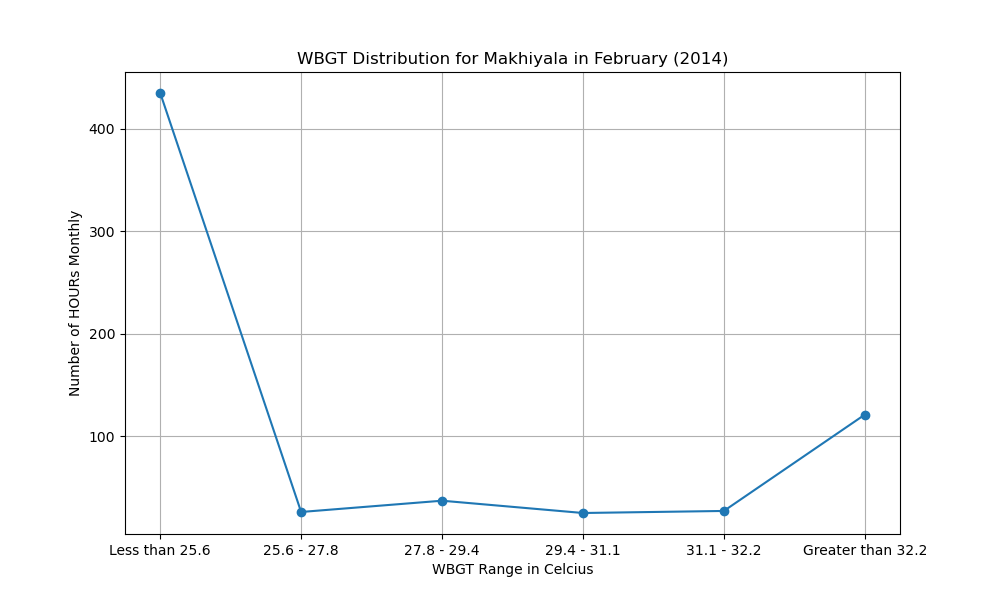 WBGT Distribution for Makhiyala in February (2014)
Number of HOURs Monthly
400
300
200
100
Less than 25.6
25.6 - 27.8
27.8 - 29.4
29.4 - 31.1
31.1 - 32.2
Greater than 32.2
WBGT Range in Celcius